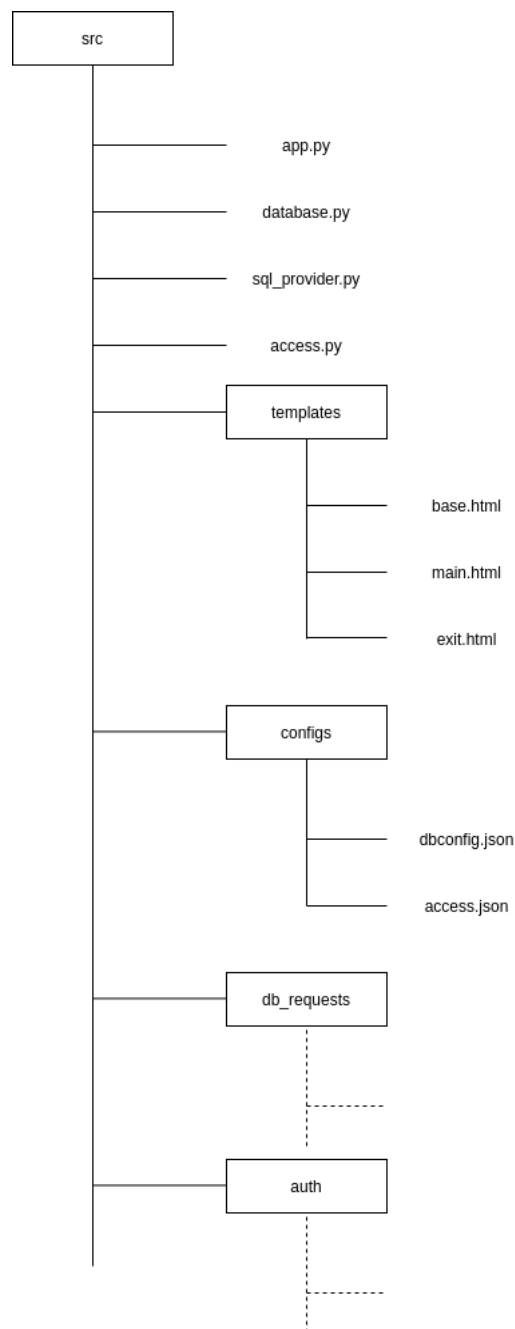 src
app.py
database.py
sql_provider.py
access.py
templates
base.html
main.html
exit.html
configs
dbconfig.json
access.json
db_requests
auth